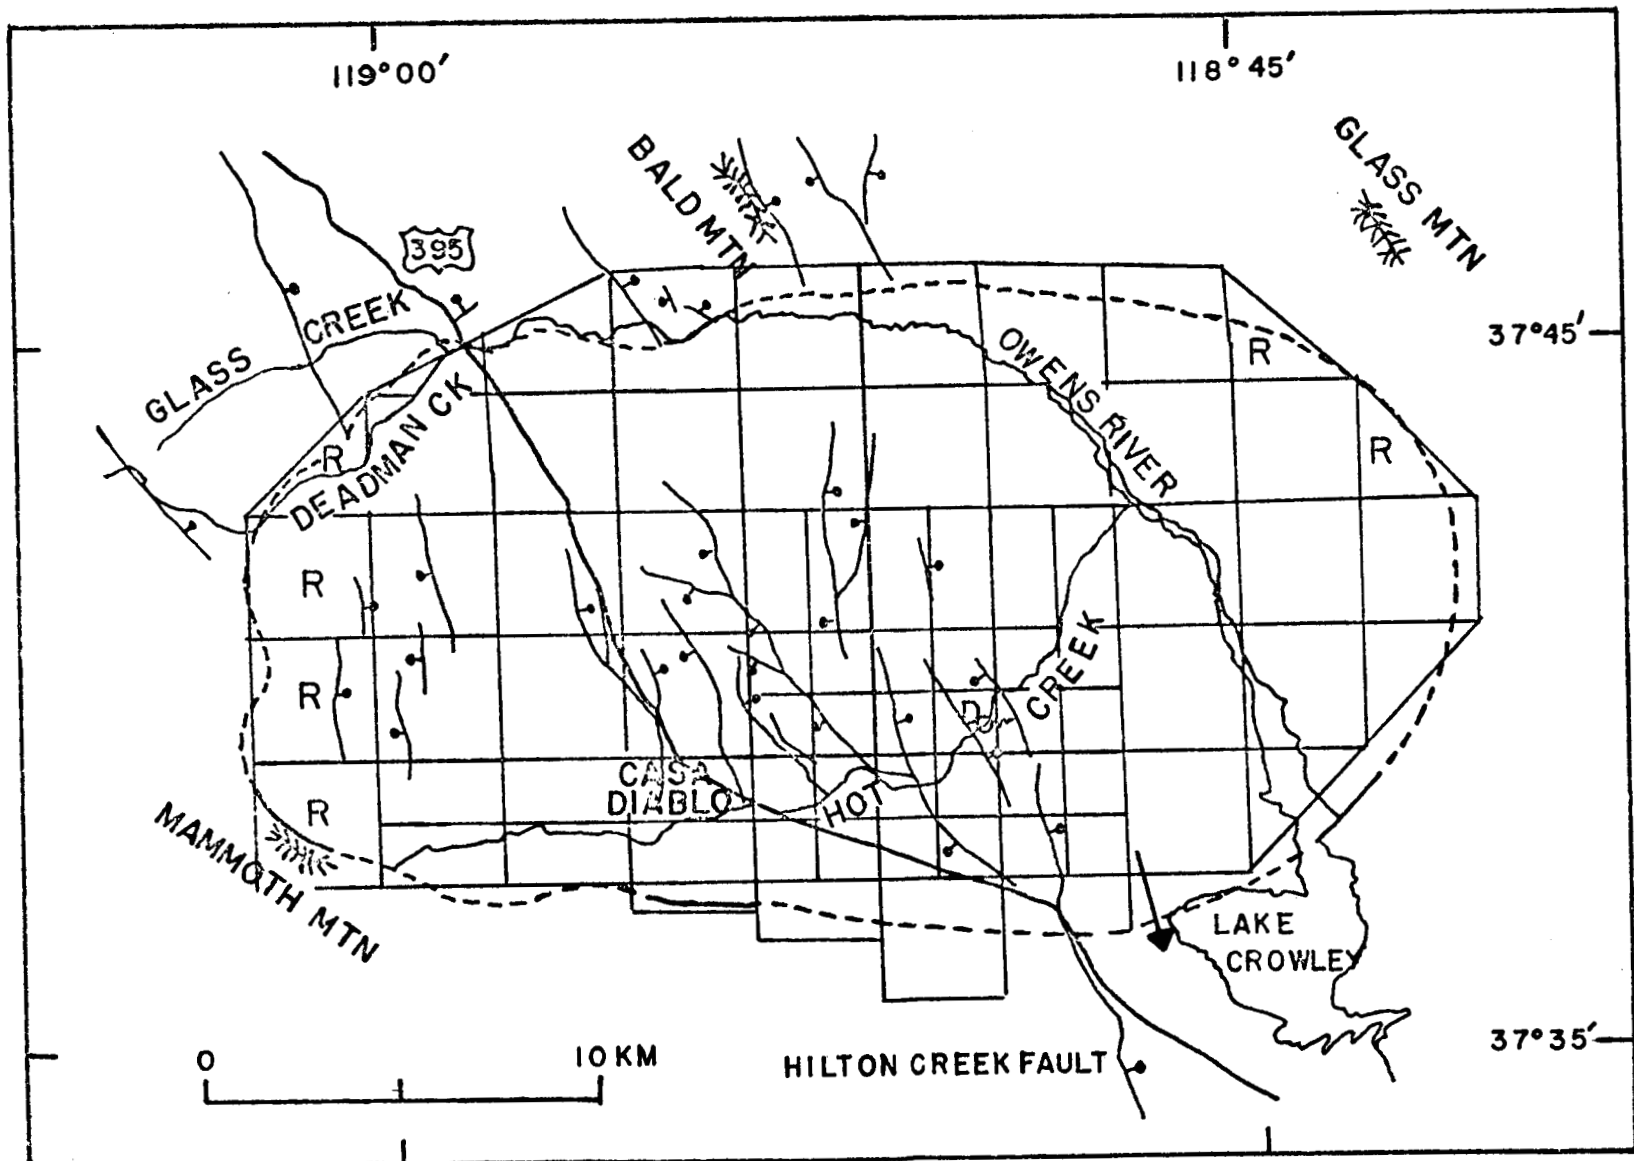 119°00′
118°45′
GLASS MTN
BALD MTN
395
GLASS CREEK
37°45′
OWENS RIVER
R
R
R
DEADMAN CK
R
R
CREEK
D
CASA
DIABLO
HOT
R
MAMMOTH MTN
LAKE
CROWLEY
0
10 KM
HILTON CREEK FAULT
37°35′